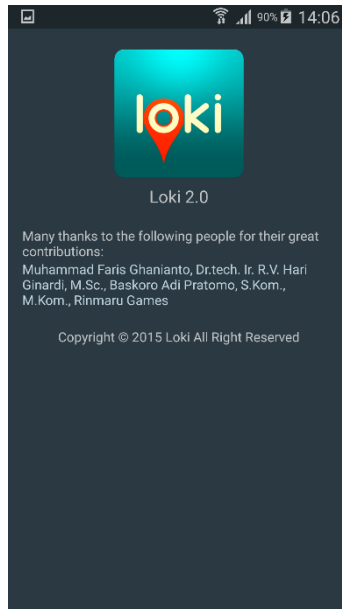 90% 14:06
loki
Loki 2.0
Many thanks to the following people for their great
contributions:
Muhammad Faris Ghanianto, Dr.tech. Ir. R.V. Hari
Ginardi, M.Sc., Baskoro Adi Pratomo, S.Kom.,
M.Kom., Rinmaru Games
Copyright © 2015 Loki All Right Reserved